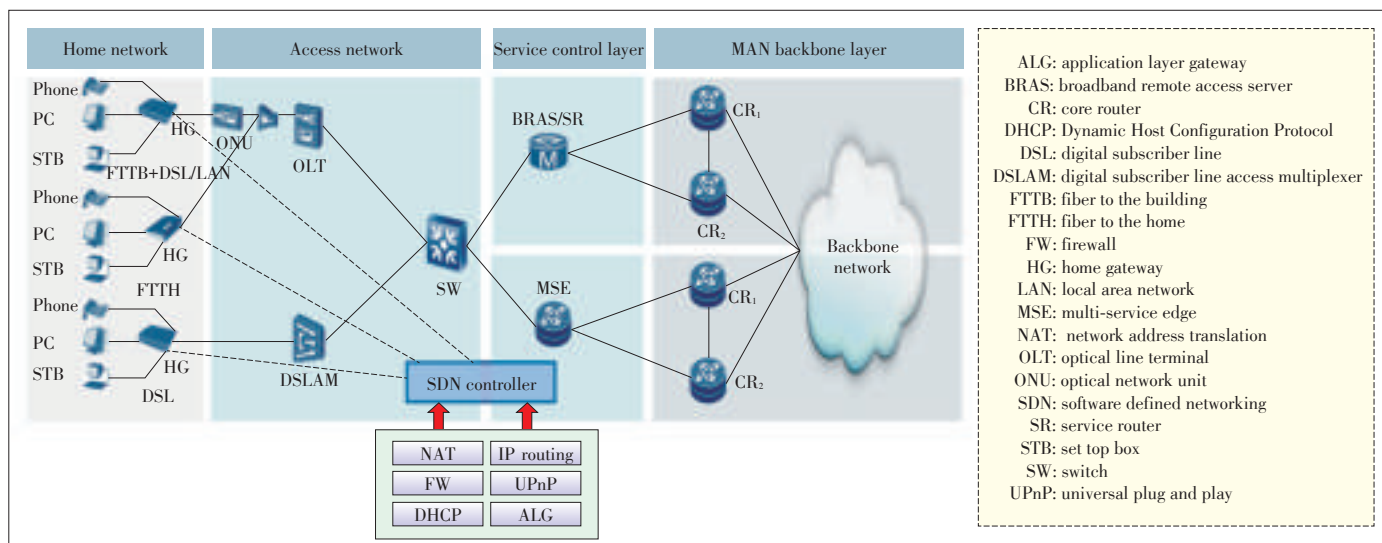 Home network
Access network
Service control layer
MAN backbone layer
Phone
PC
STB
HG
FTTB+DSL/LAN
ONU
OLT
Phone
PC
STB
HG
FTTH
Phone
PC
STB
HG
DSL
DSLAM
SW
SDN controller
BRAS/SR
M
MSE
CR1
CR2
CR1
CR2
Backbone
network
NAT
IP routing
FW
UPnP
DHCP
ALG
ALG: application layer gateway
BRAS: broadband remote access server
CR: core router
DHCP: Dynamic Host Configuration Protocol
DSL: digital subscriber line
DSLAM: digital subscriber line access multiplexer
FTTB: fiber to the building
FTTH: fiber to the home
FW: firewall
HG: home gateway
LAN: local area network
MSE: multi-service edge
NAT: network address translation
OLT: optical line terminal
ONU: optical network unit
SDN: software defined networking
SR: service router
STB: set top box
SW: switch
UPnP: universal plug and play